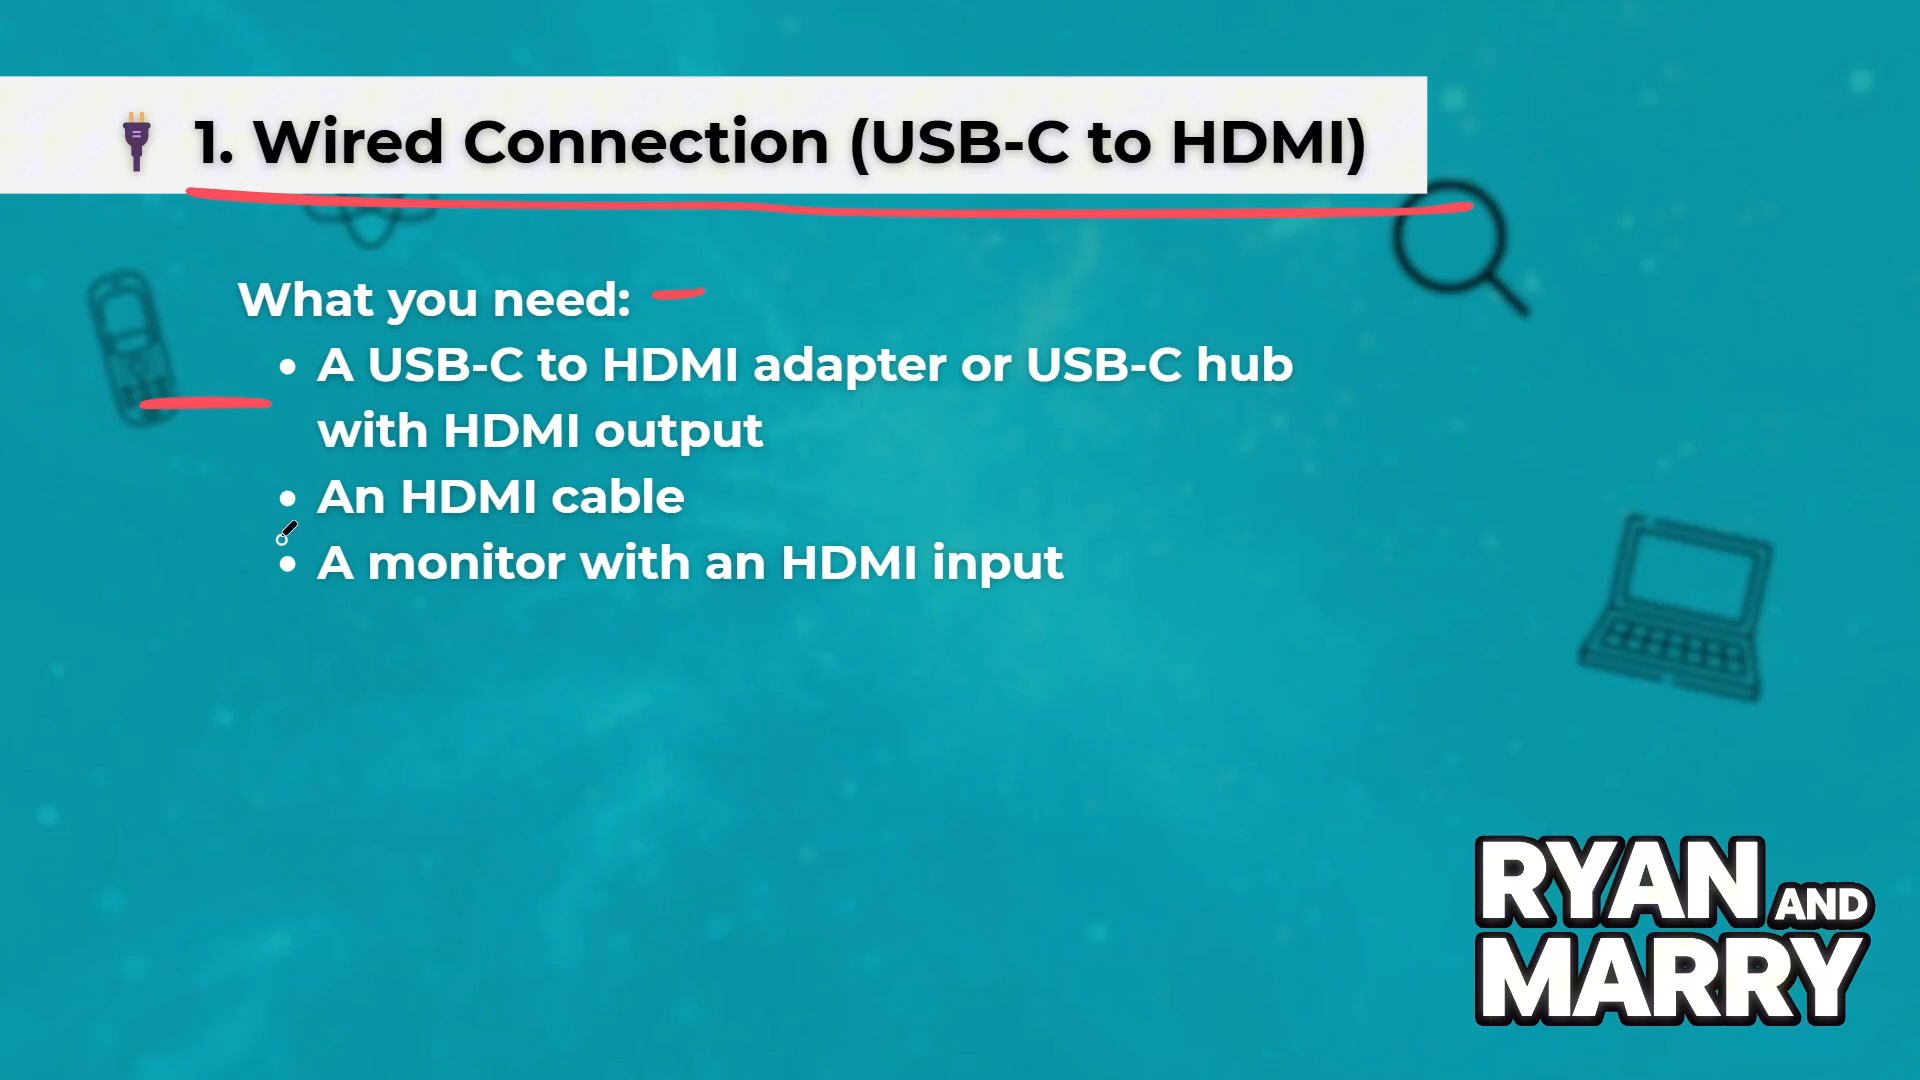 1. Wired Connection (USB-C to HDMI)
What you need:
• A USB-C to HDMI adapter or USB-C hub
with HDMI output
• An HDMI cable
• A monitor with an HDMI input
RYAN AND
MARRY